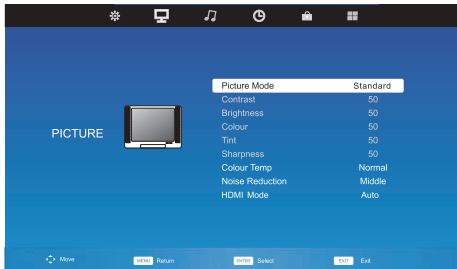 Picture Mode Standard
Contrast 50
Brightness 50
Colour 50
Tint 50
Sharpness 50
Colour Temp Normal
Noise Reduction Middle
HDMI Mode Auto
PICTURE
Move MENU Return ENTER Select EXIT Exit